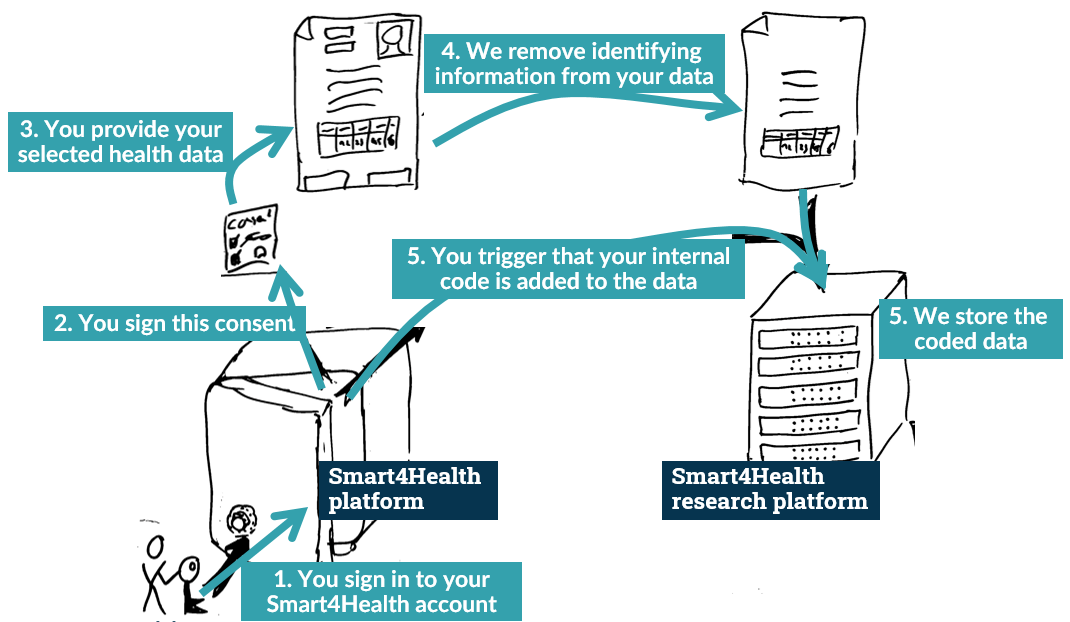 4. We remove identifying
information from your data
3. You provide your
selected health data
5. You trigger that your internal
code is added to the data
2. You sign this consent
5. We store the
coded data
Smart4Health
platform
Smart4Health
research platform
1. You sign in to your
Smart4Health account